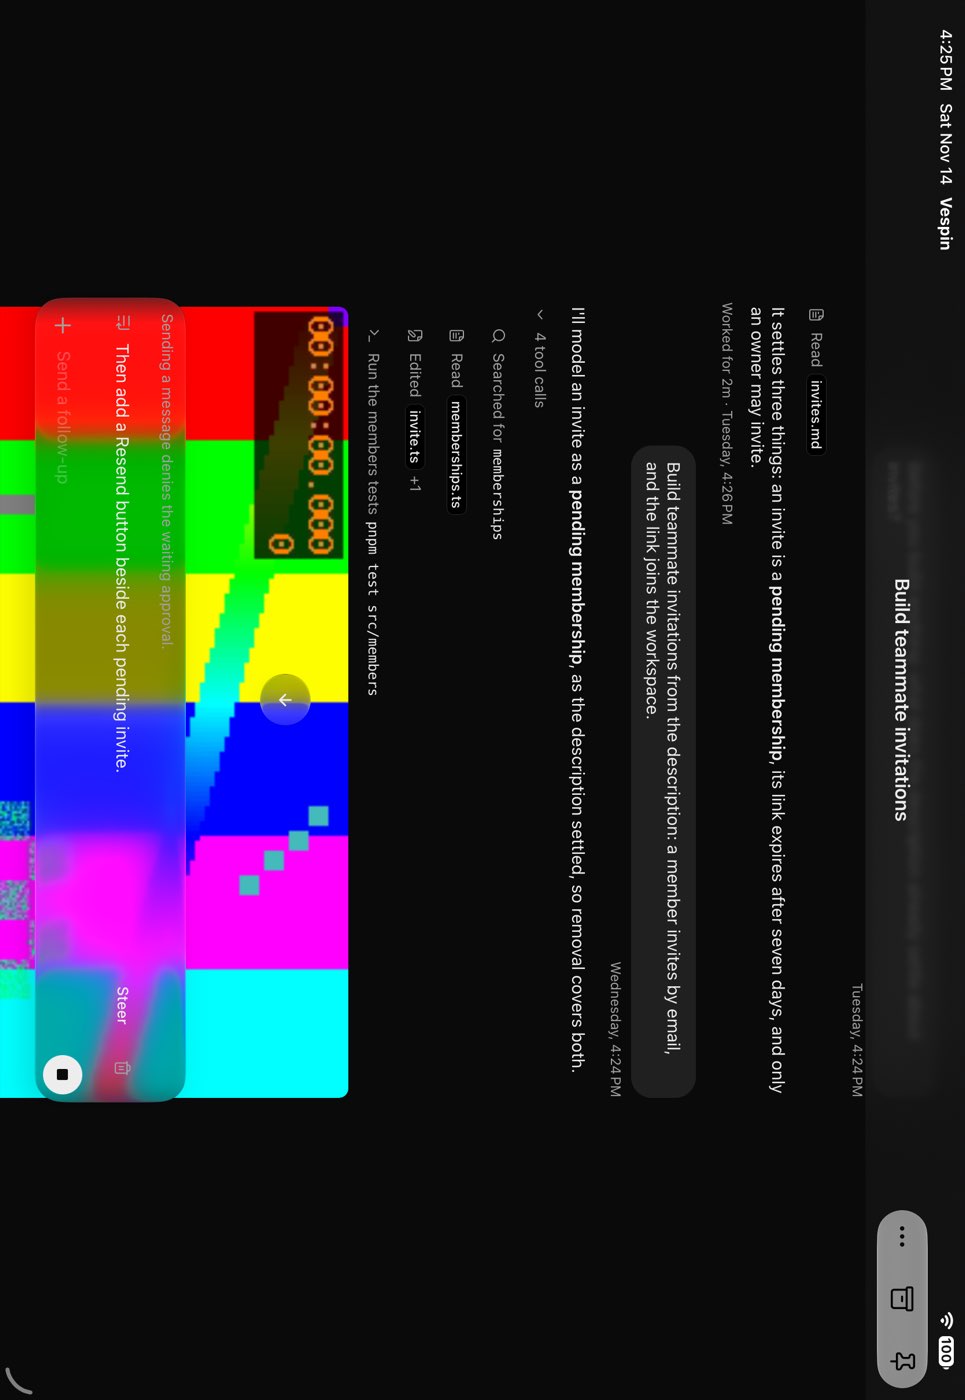 4:25 PM Sat Nov 14 Vespin
100
Build teammate invitations
Tuesday, 4:24 PM
Read invites.md
It settles three things: an invite is a pending membership, its link expires after seven days, and only
an owner may invite.
Worked for 2m · Tuesday, 4:26 PM
Build teammate invitations from the description: a member invites by email,
and the link joins the workspace.
Wednesday, 4:24 PM
I'll model an invite as a pending membership, as the description settled, so removal covers both.
4 tool calls
Searched for memberships
Read memberships.ts
Edited invite.ts +1
Run the members tests pnpm test src/members
00:00:00.000
0
Sending a message denies the waiting approval.
Then add a Resend button beside each pending invite.
Steer
Send a follow-up